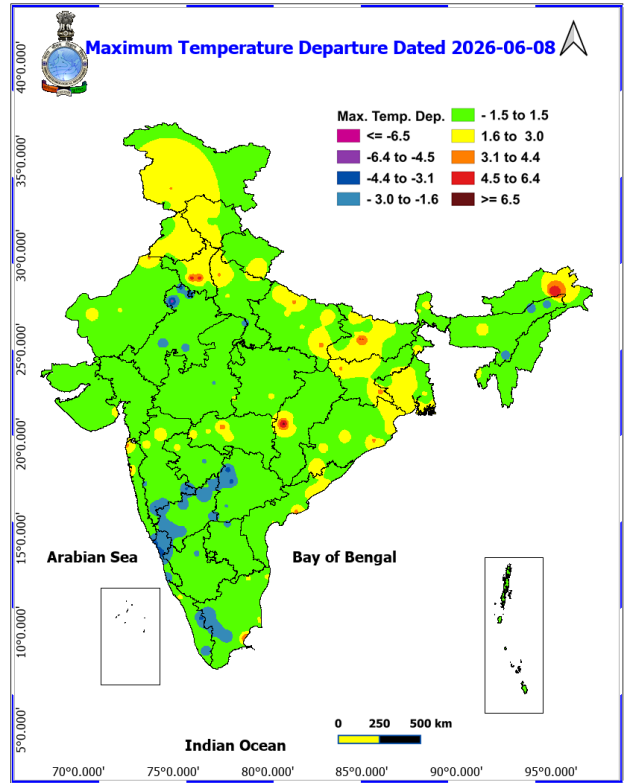 Maximum Temperature Departure Dated 2026-06-08
Max. Temp. Dep.
<= -6.5
-6.4 to -4.5
-4.4 to -3.1
- 3.0 to -1.6
- 1.5 to 1.5
1.6 to 3.0
3.1 to 4.4
4.5 to 6.4
>= 6.5
40°0.000'
35°0.000'
30°0.000'
25°0.000'
20°0.000'
15°0.000'
10°0.000'
5°0.000'
Arabian Sea
Bay of Bengal
Indian Ocean
0 250 500 km
70°0.000' 75°0.000' 80°0.000' 85°0.000' 90°0.000' 95°0.000'